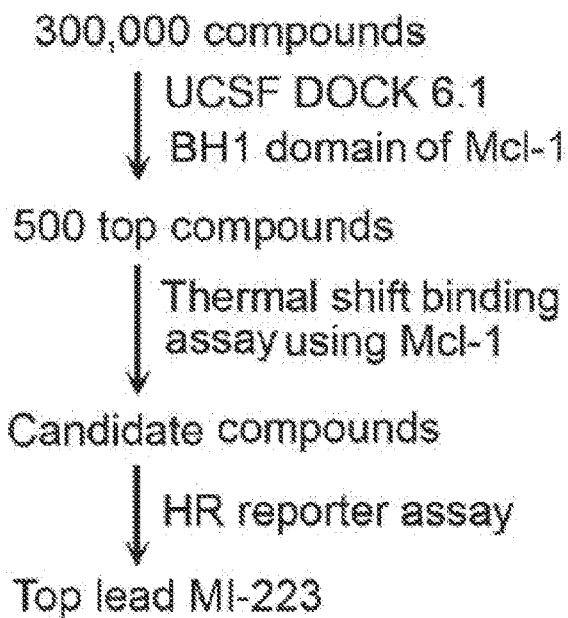 300,000 compounds
UCSF DOCK 6.1
BH1 domain of Mcl-1
500 top compounds
Thermal shift binding
assay using Mcl-1
Candidate compounds
HR reporter assay
Top lead MI-223